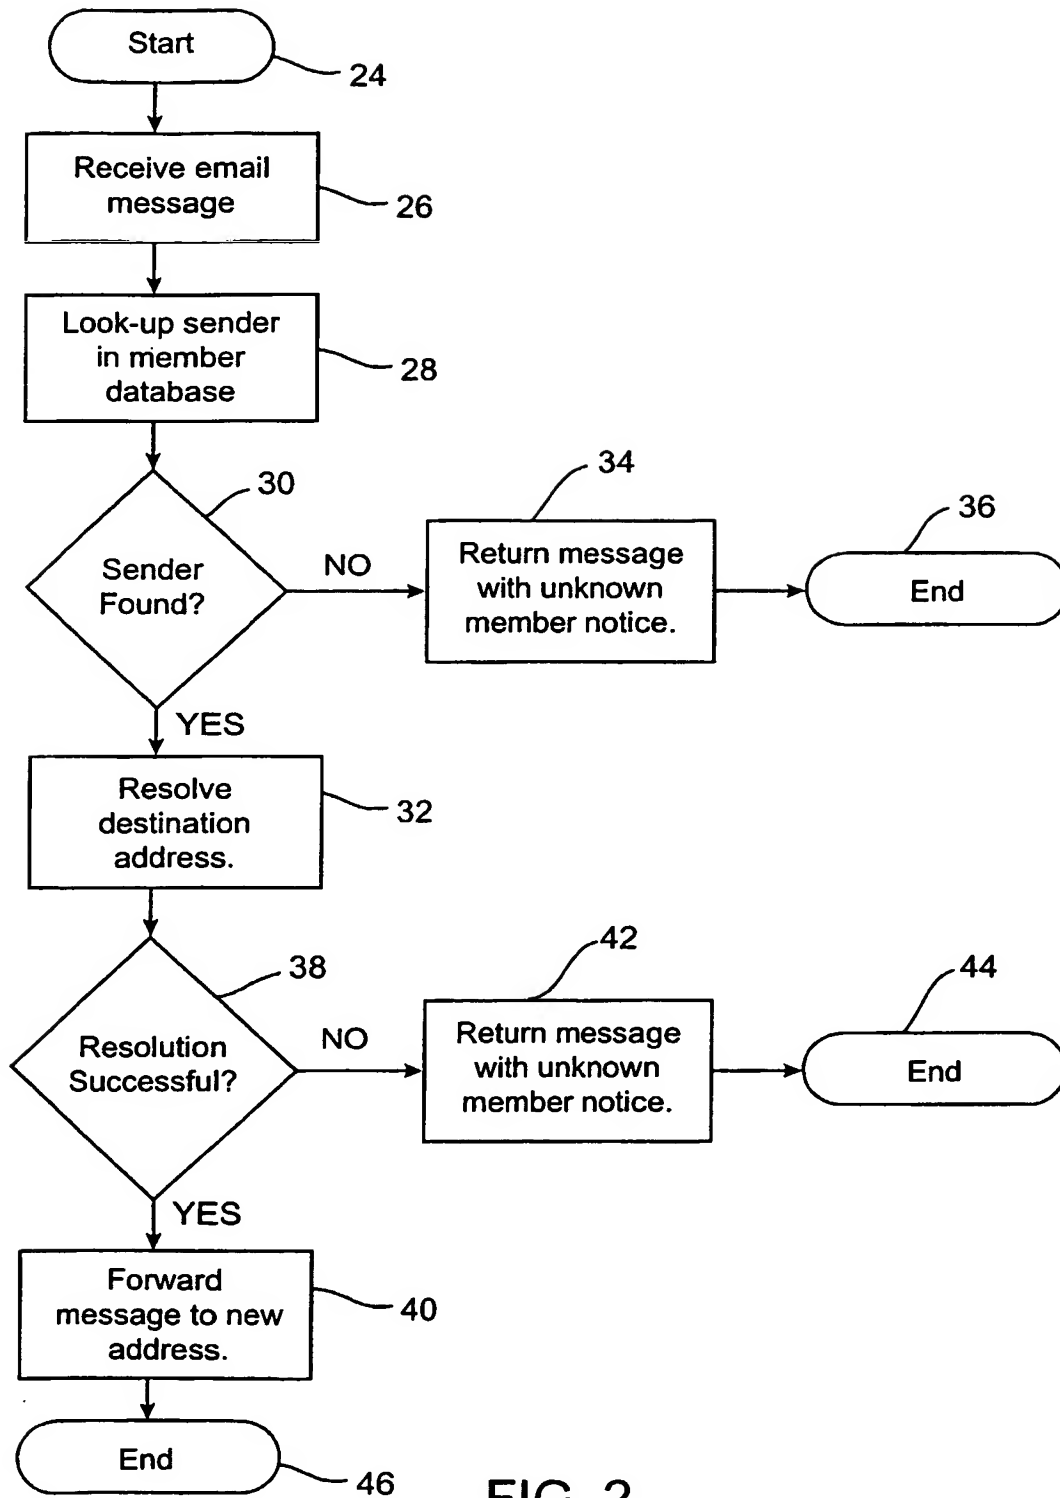 Start
24
Receive email
message
26
Look-up sender
in member
database
28
30
Sender
Found?
NO
34
Return message
with unknown
member notice.
36
End
YES
Resolve
destination
address.
32
38
Resolution
Successful?
NO
42
Return message
with unknown
member notice.
44
End
YES
Forward
message to new
address.
40
End
46
FIG. 2